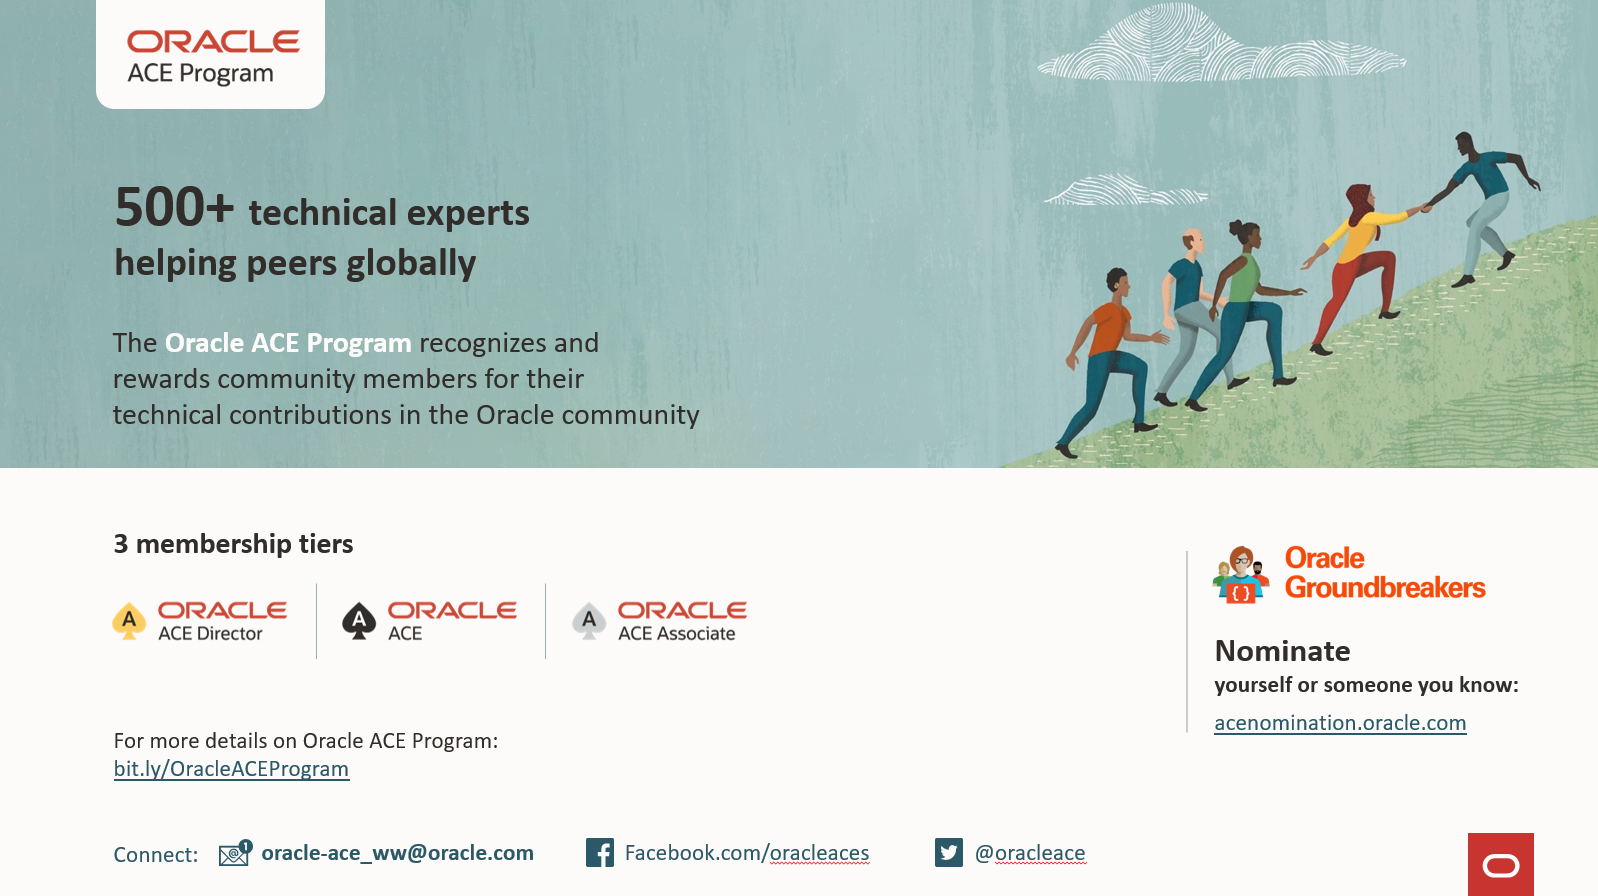 ORACLE
ACE Program
500+ technical experts
helping peers globally
The Oracle ACE Program recognizes and
rewards community members for their
technical contributions in the Oracle community
3 membership tiers
A ORACLE
ACE Director
A ORACLE
ACE
A ORACLE
ACE Associate
Oracle
Groundbreakers
{ }
Nominate
yourself or someone you know:
acenomination.oracle.com
For more details on Oracle ACE Program:
bit.ly/OracleACEProgram
Connect: @ 1 oracle-ace_ww@oracle.com f Facebook.com/oracleaces @oracleace